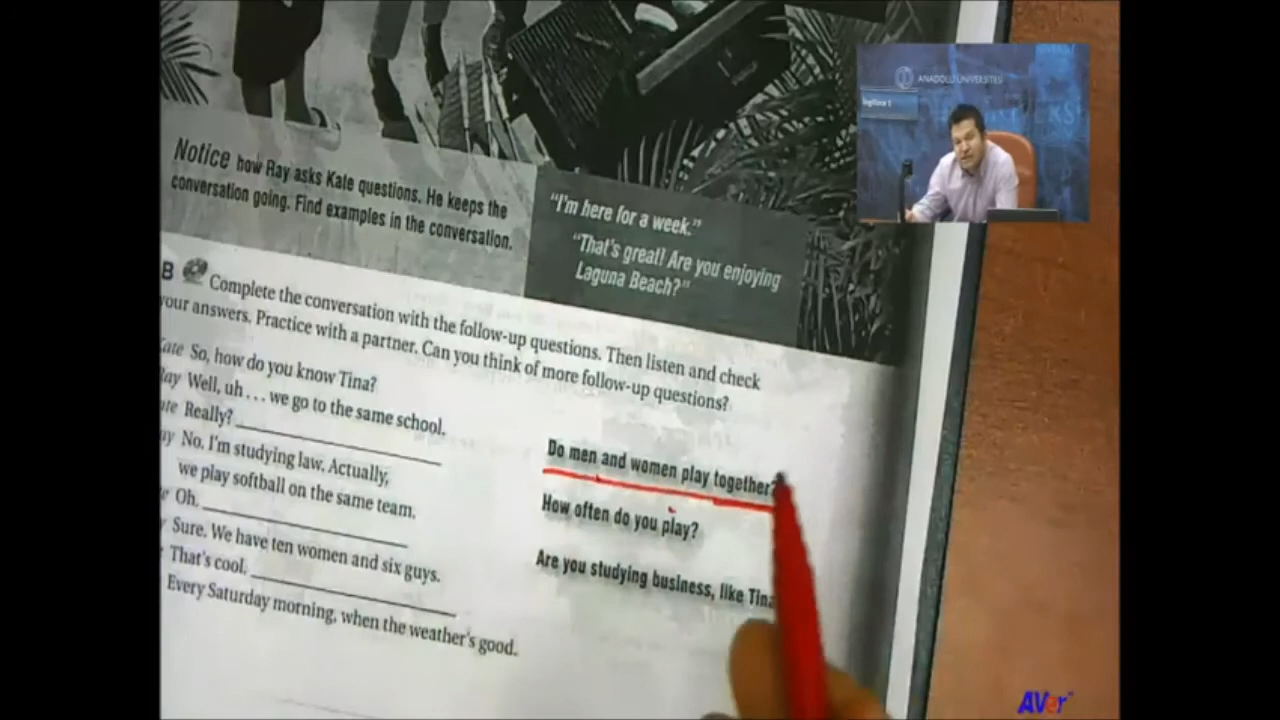 ANADOLU ÜNİVERSİTESİ
Notice how Ray asks Kate questions. He keeps the
conversation going. Find examples in the conversation.
"I'm here for a week."
"That's great! Are you enjoying
Laguna Beach?"
B Complete the conversation with the follow-up questions. Then listen and check
your answers. Practice with a partner. Can you think of more follow-up questions?
Kate So, how do you know Tina?
Ray Well, uh . . . we go to the same school.
Kate Really?
Ray No, I'm studying law. Actually,
we play softball on the same team.
Oh.
Sure. We have ten women and six guys.
That's cool.
Every Saturday morning, when the weather's good.
Do men and women play together?
How often do you play?
Are you studying business, like Tina
AVer